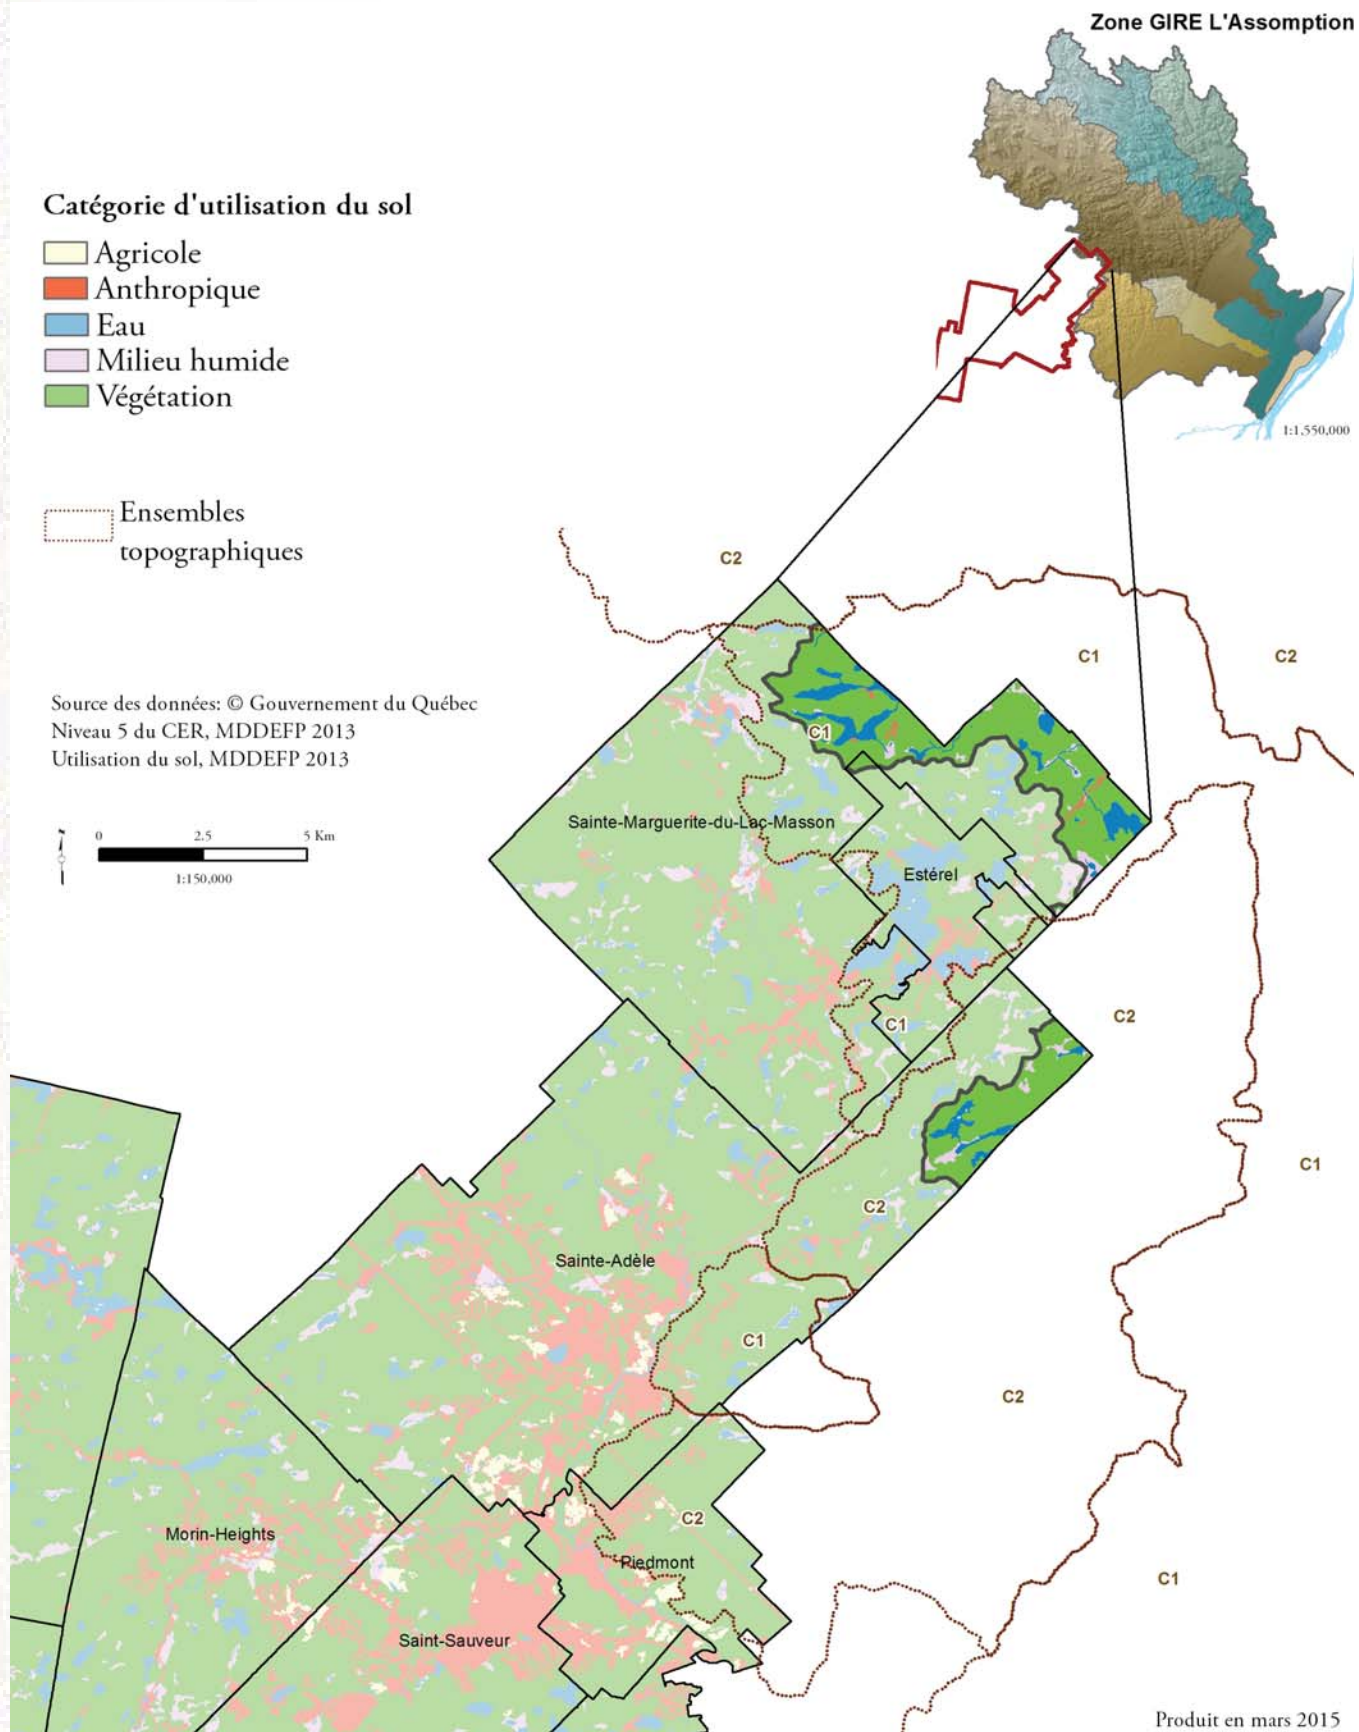 Zone GIRE L'Assomption
Catégorie d'utilisation du sol
Agricole
Anthropique
Eau
Milieu humide
Végétation
1:1,550,000
Ensembles
topographiques
C2
C1
C2
Source des données: © Gouvernement du Québec
Niveau 5 du CER, MDDEFP 2013
Utilisation du sol, MDDEFP 2013
C1
0 2.5 5 Km
1:150,000
Sainte-Marguerite-du-Lac-Masson
Estérel
C2
C1
C1
C2
Sainte-Adèle
C1
C2
C2
Morin-Heights
Piedmont
C1
Saint-Sauveur
Produit en mars 2015